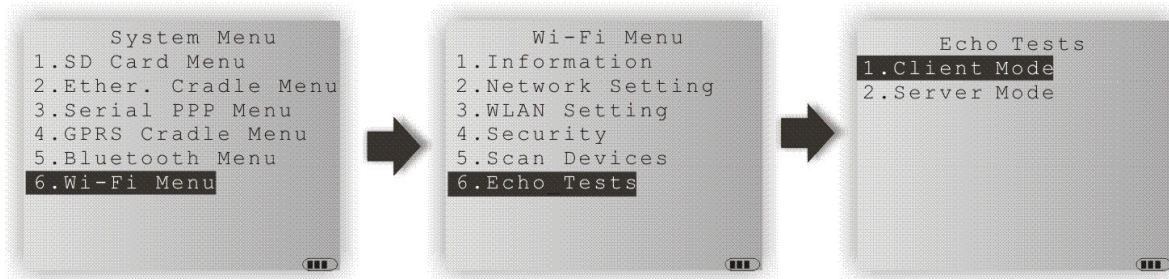 System Menu
1.SD Card Menu
2.Ether. Cradle Menu
3.Serial PPP Menu
4.GPRS Cradle Menu
5.Bluetooth Menu
6.Wi-Fi Menu
Wi-Fi Menu
1.Information
2.Network Setting
3.WLAN Setting
4.Security
5.Scan Devices
6.Echo Tests
Echo Tests
1.Client Mode
2.Server Mode